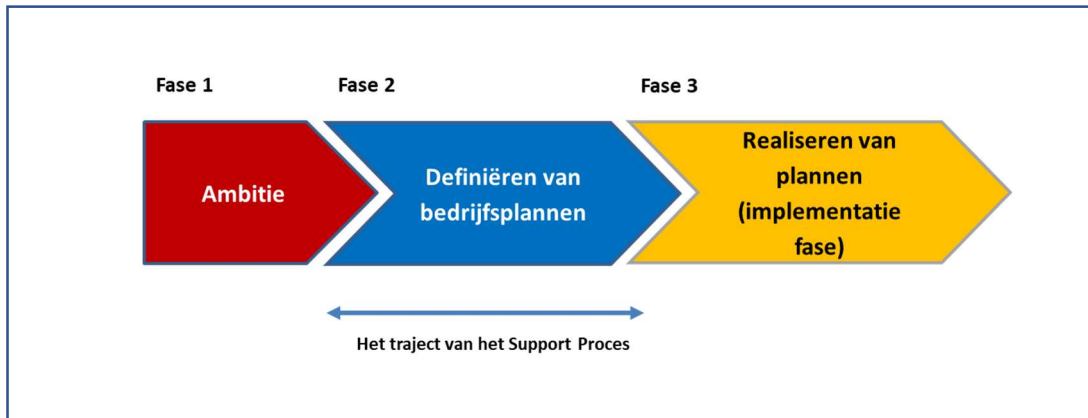 Fase 1
Fase 2
Fase 3
Ambitie
Definiëren van
bedrijfsplannen
Realiseren van
plannen
(implementatie
fase)
Het traject van het Support Proces